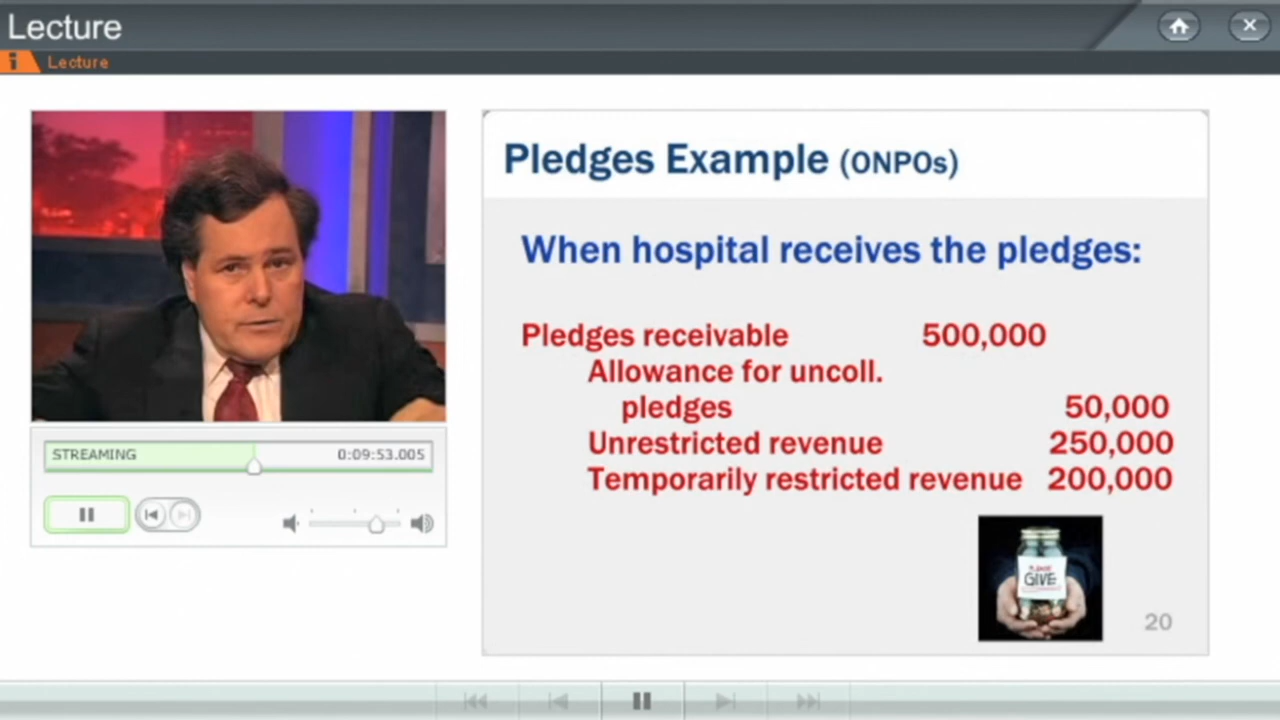 Lecture
i Lecture
STREAMING 0:09:53.005
Pledges Example (ONPOs)
When hospital receives the pledges:
Pledges receivable 500,000
Allowance for uncoll.
pledges 50,000
Unrestricted revenue 250,000
Temporarily restricted revenue 200,000
PLEASE
GIVE
20